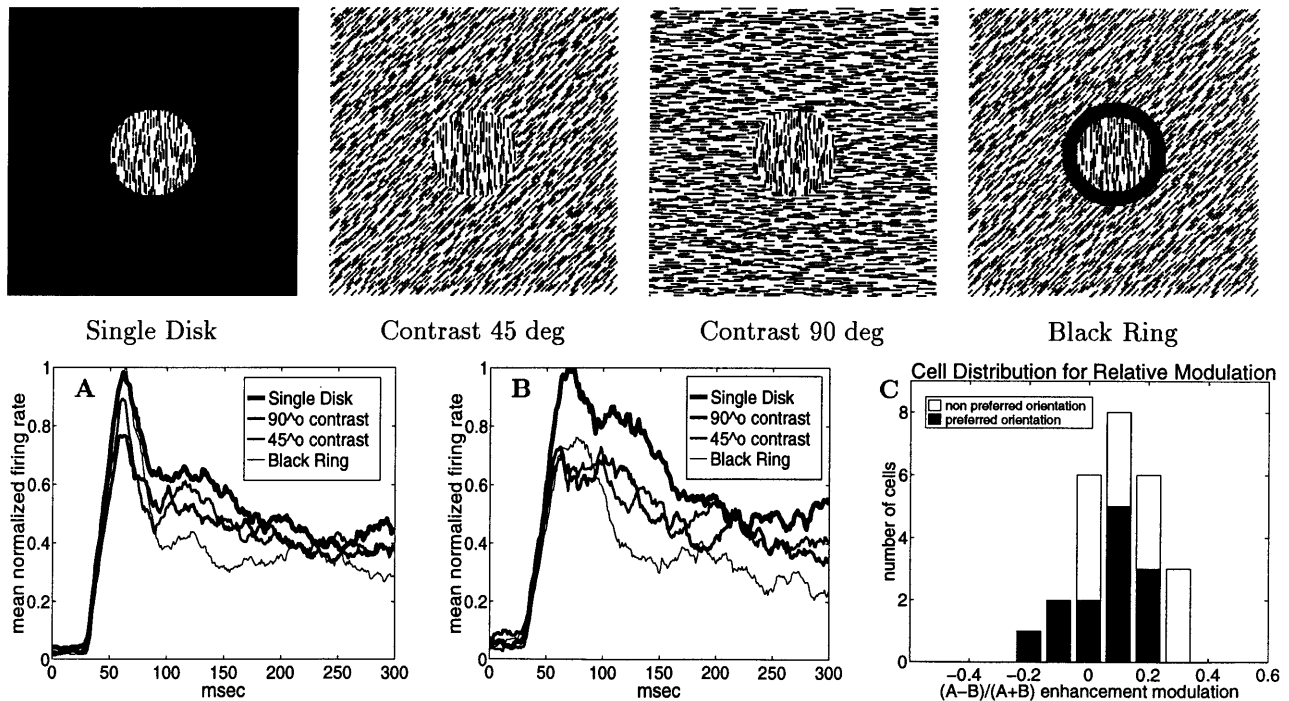 Single Disk
Contrast 45 deg
Contrast 90 deg
Black Ring
A
1
0.8
0.6
0.4
0.2
0
mean normalized firing rate
Single Disk
90^o contrast
45^o contrast
Black Ring
0 50 100 150 200 250 300
msec
B
1
0.8
0.6
0.4
0.2
0
mean normalized firing rate
Single Disk
90^o contrast
45^o contrast
Black Ring
0 50 100 150 200 250 300
msec
C
Cell Distribution for Relative Modulation
non preferred orientation
preferred orientation
8
6
4
2
0
number of cells
−0.4 −0.2 0 0.2 0.4 0.6
(A−B)/(A+B) enhancement modulation